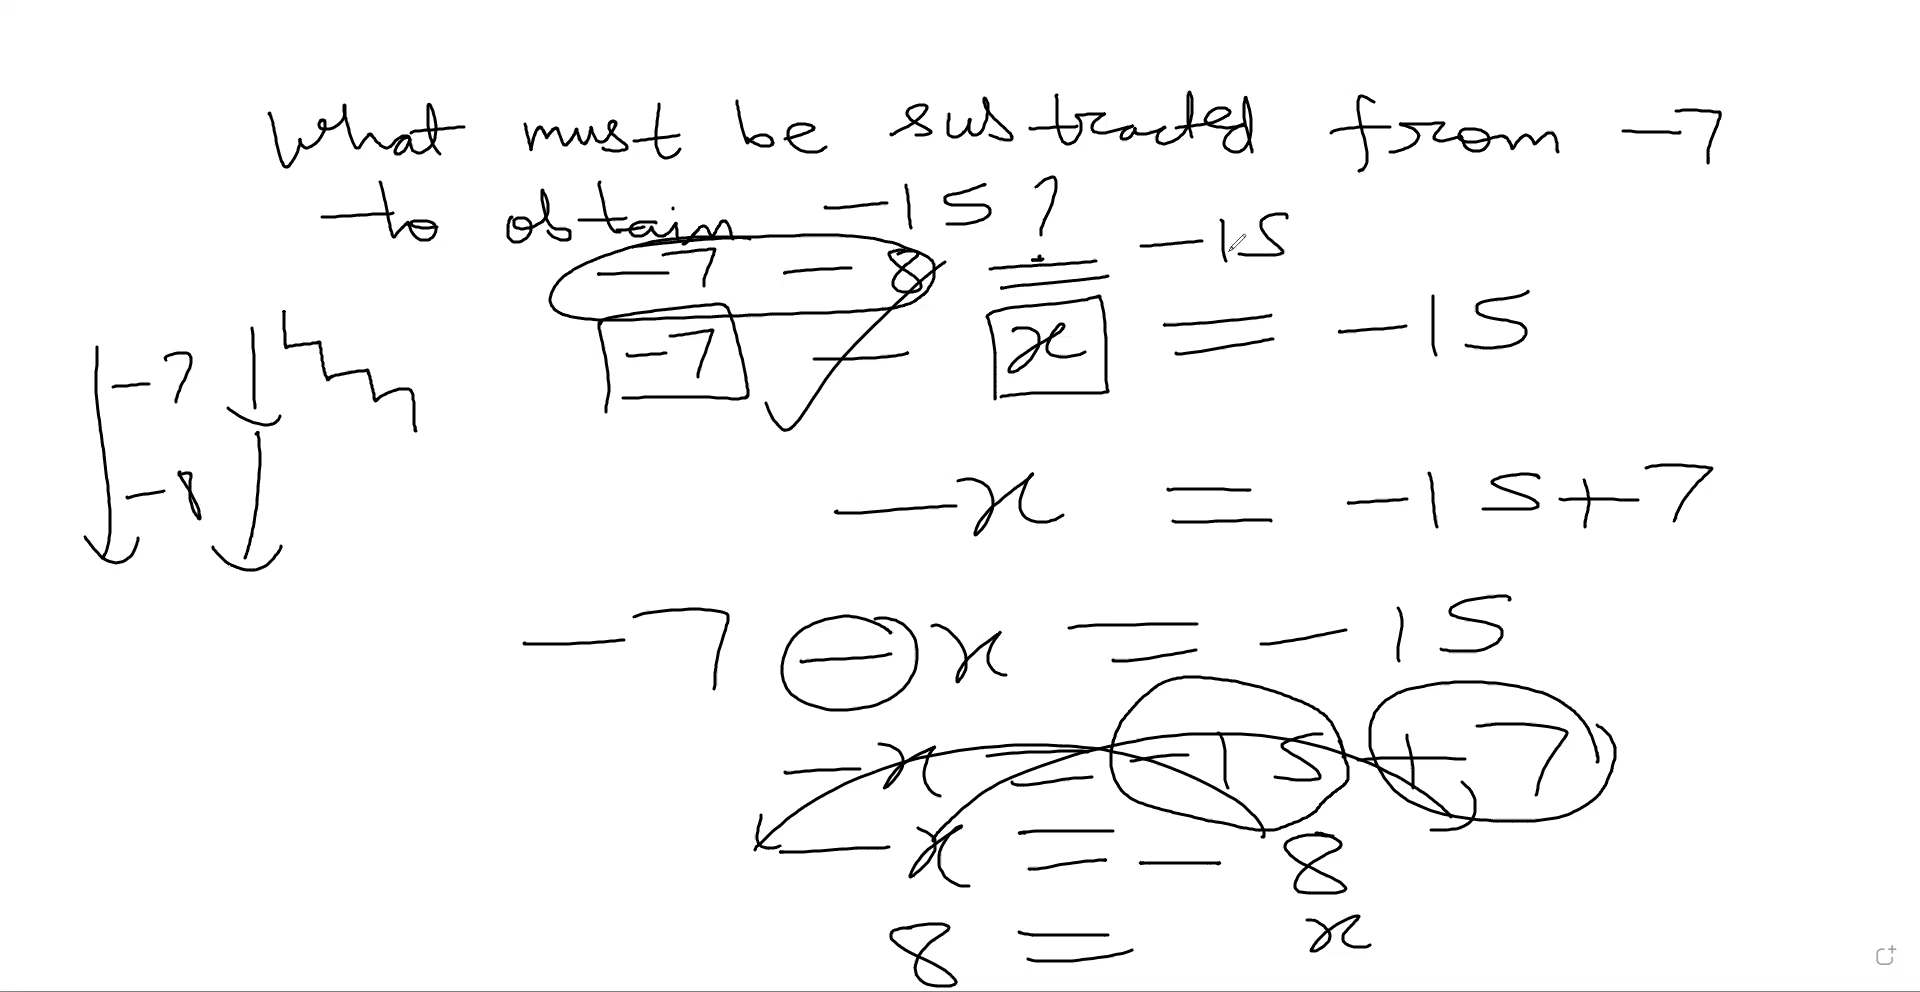 What must be subtracted from -7
to obtain -15?
-7 - 8 = -15
-7 - x = -15
-7
-8
-x = -15+7
-7 - x = -15
-x = -15 + 7
-x = -8
8 = x